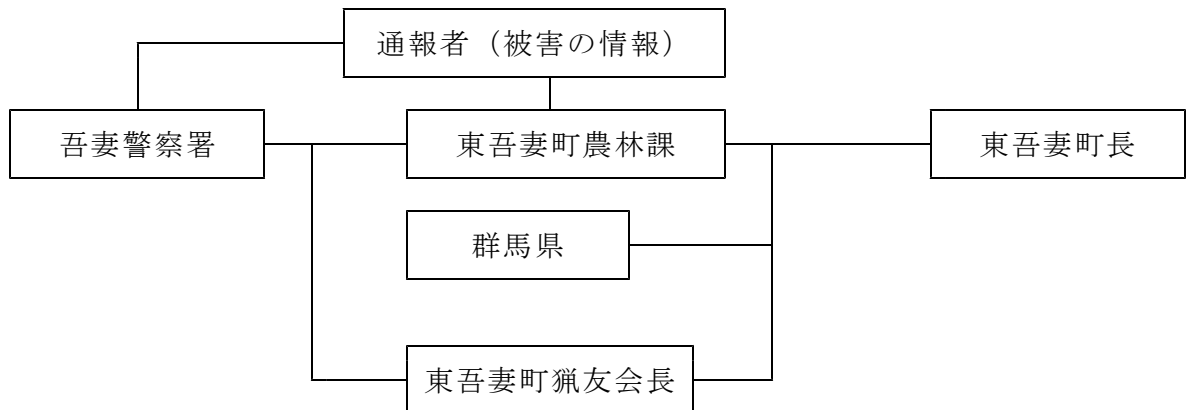 通報者（被害の情報）
吾妻警察署
東吾妻町農林課
東吾妻町長
群馬県
東吾妻町猟友会長